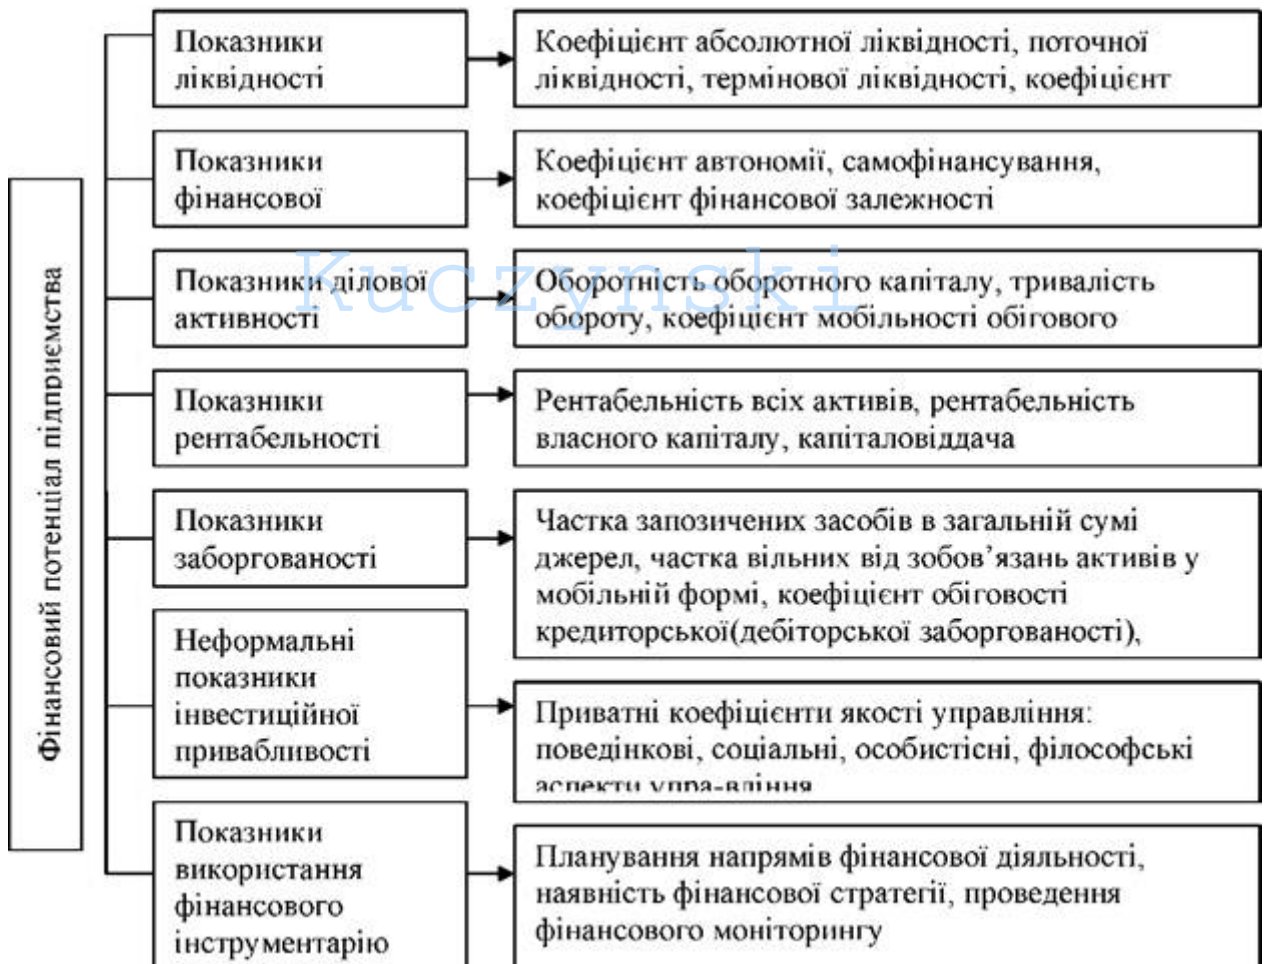 Фінансовий потенціал підприємства
Показники
ліквідності
Коефіцієнт абсолютної ліквідності, поточної
ліквідності, термінової ліквідності, коефіцієнт
Показники
фінансової
Коефіцієнт автономії, самофінансування,
коефіцієнт фінансової залежності
Показники ділової
активності
Оборотність оборотного капіталу, тривалість
обороту, коефіцієнт мобільності обігового
Kuczynski
Показники
рентабельності
Рентабельність всіх активів, рентабельність
власного капіталу, капіталовіддача
Показники
заборгованості
Частка запозичених засобів в загальній сумі
джерел, частка вільних від зобов’язань активів у
мобільній формі, коефіцієнт обіговості
кредиторської(дебіторської заборгованості),
Неформальні
показники
інвестиційної
привабливості
Приватні коефіцієнти якості управління:
поведінкові, соціальні, особистісні, філософські
аспекти упра-вління
Показники
використання
фінансового
інструментарію
Планування напрямів фінансової діяльності,
наявність фінансової стратегії, проведення
фінансового моніторингу